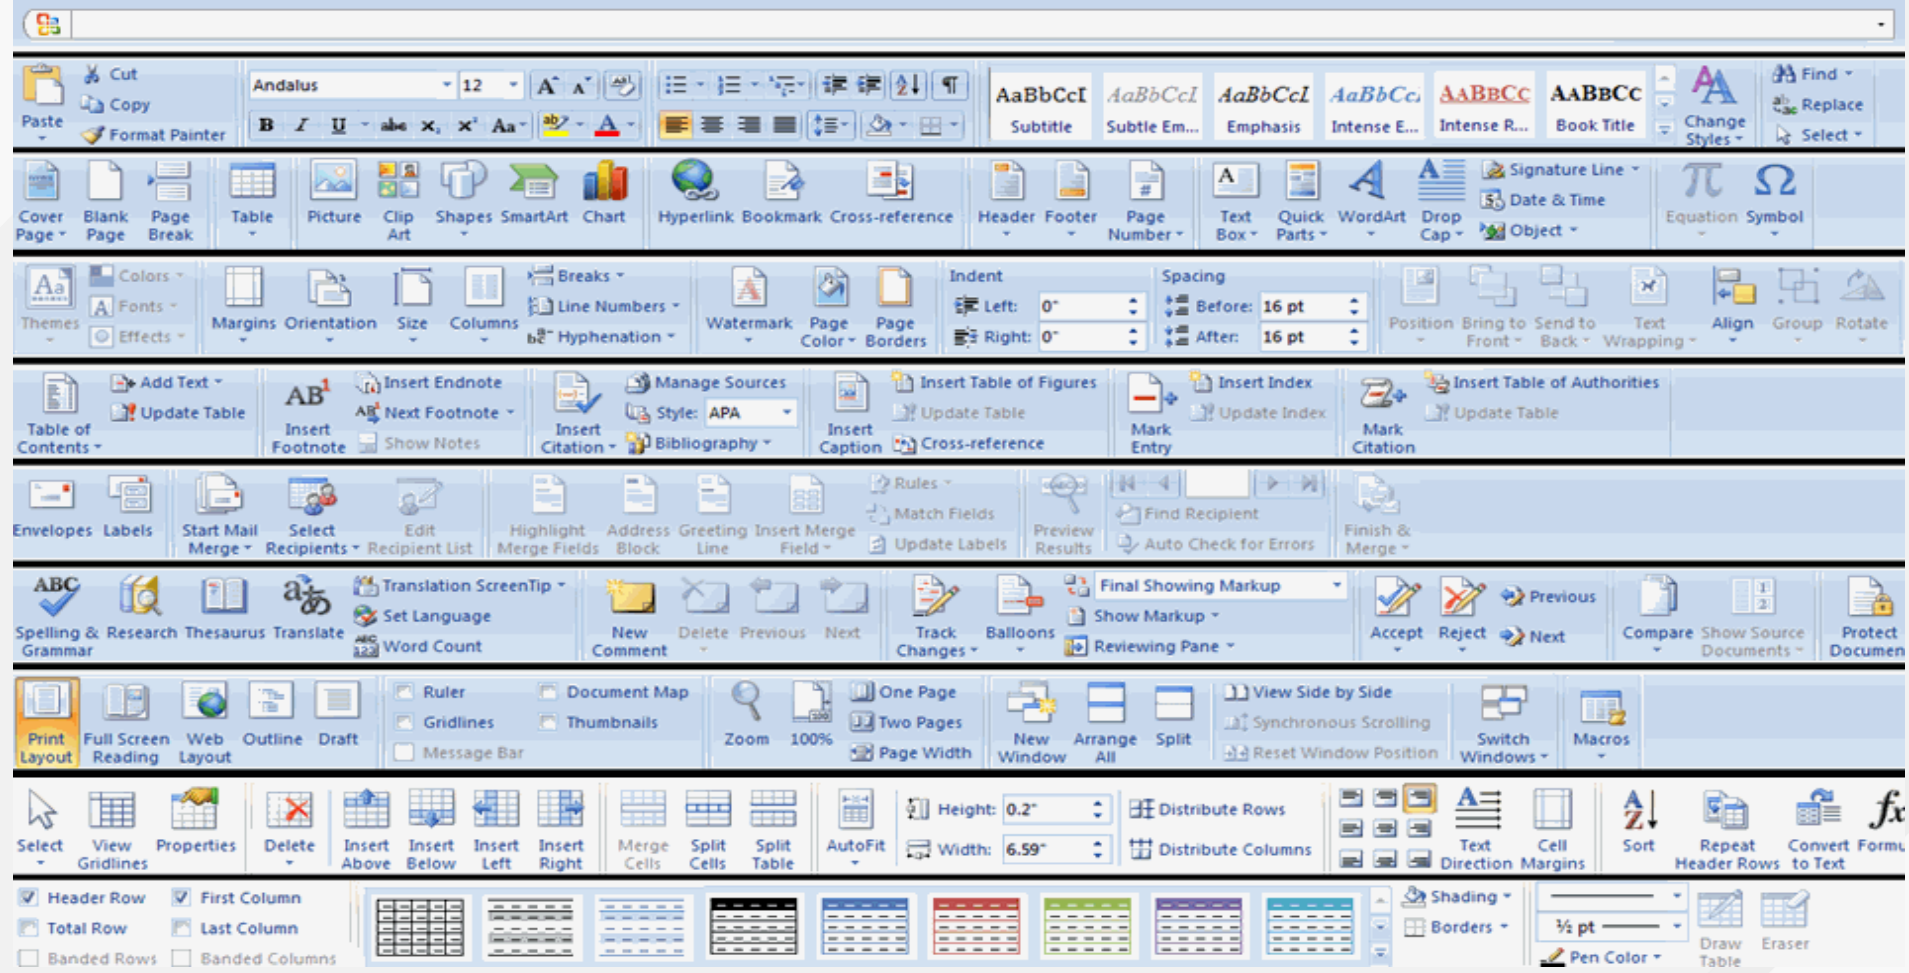 Cut
Andalus 12
Copy
Paste
Format Painter
B I U abc x₂ x² Aa ab A
AaBbCcI AaBbCcI AaBbCcI AaBbCc AABBCC AABBCC
Subtitle Subtle Em... Emphasis Intense E... Intense R... Book Title
Change Styles
Find
Replace
Select
Cover Page Blank Page Page Break Table Picture Clip Art Shapes SmartArt Chart Hyperlink Bookmark Cross-reference Header Footer Page Number Text Box Quick Parts WordArt Drop Cap
Signature Line
Date & Time
Object
π Ω
Equation Symbol
Aa
Themes
Colors
Fonts
Effects
Margins Orientation Size Columns
Breaks
Line Numbers
Hyphenation
Watermark Page Color Page Borders
Indent Spacing
Left: 0" Before: 16 pt
Right: 0" After: 16 pt
Position Bring to Front Send to Back Text Wrapping Align Group Rotate
Table of Contents
Add Text
Update Table
AB¹
Insert Footnote
Insert Endnote
Next Footnote
Show Notes
Insert Citation
Manage Sources
Style: APA
Bibliography
Insert Caption
Insert Table of Figures
Update Table
Cross-reference
Mark Entry
Insert Index
Update Index
Mark Citation
Insert Table of Authorities
Update Table
Envelopes Labels Start Mail Merge Select Recipients Edit Recipient List Highlight Merge Fields Address Block Greeting Line Insert Merge Field
Rules
Match Fields
Update Labels
Preview Results
Find Recipient
Auto Check for Errors
Finish & Merge
ABC
Spelling & Grammar Research Thesaurus Translate
Translation ScreenTip
Set Language
ABC 123 Word Count
New Comment Delete Previous Next
Track Changes Balloons
Final Showing Markup
Show Markup
Reviewing Pane
Accept Reject
Previous
Next
Compare Show Source Documents Protect Documen
Print Layout Full Screen Reading Web Layout Outline Draft
Ruler Document Map
Gridlines Thumbnails
Message Bar
Zoom 100%
One Page
Two Pages
Page Width
New Window Arrange All Split
View Side by Side
Synchronous Scrolling
Reset Window Position
Switch Windows Macros
Select View Gridlines Properties Delete Insert Above Insert Below Insert Left Insert Right Merge Cells Split Cells Split Table AutoFit
Height: 0.2" Distribute Rows
Width: 6.59" Distribute Columns
Text Direction Cell Margins
A Z
Sort Repeat Header Rows Convert to Text
fx
Formu
Header Row First Column
Total Row Last Column
Banded Rows Banded Columns
Shading
Borders
½ pt
Pen Color
Draw Table Eraser